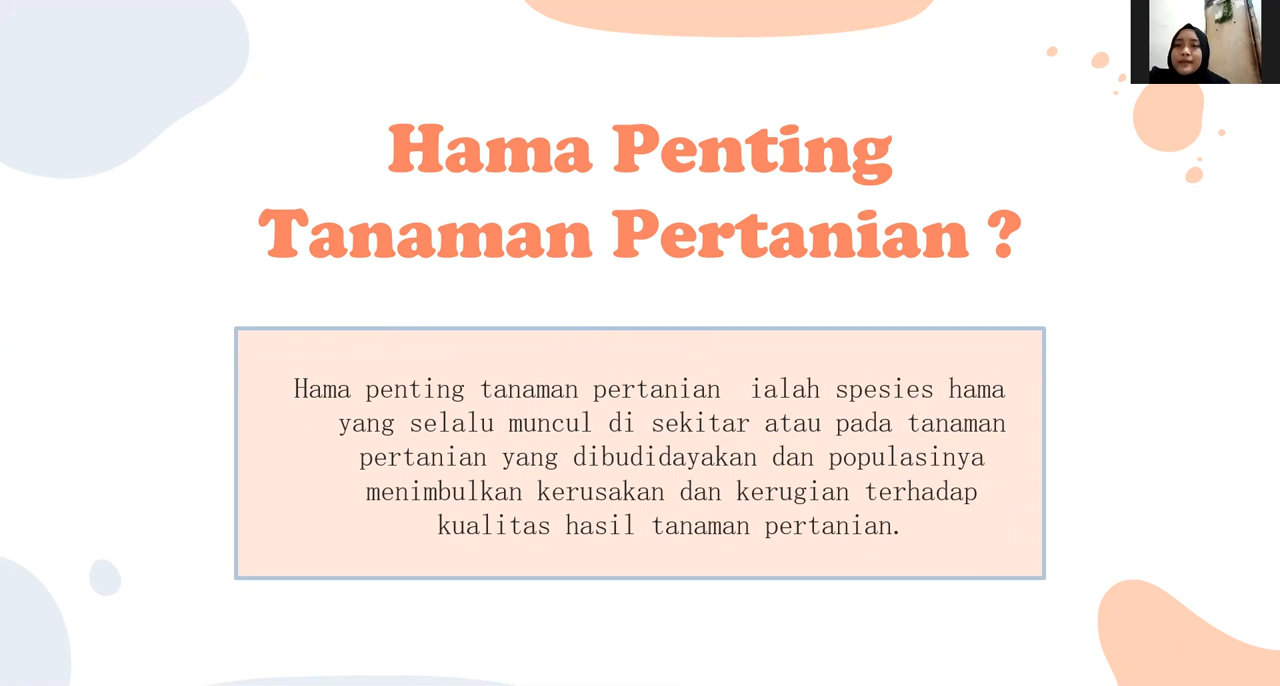 Hama Penting
Tanaman Pertanian ?
Hama penting tanaman pertanian  ialah spesies hama
yang selalu muncul di sekitar atau pada tanaman
pertanian yang dibudidayakan dan populasinya
menimbulkan kerusakan dan kerugian terhadap
kualitas hasil tanaman pertanian.